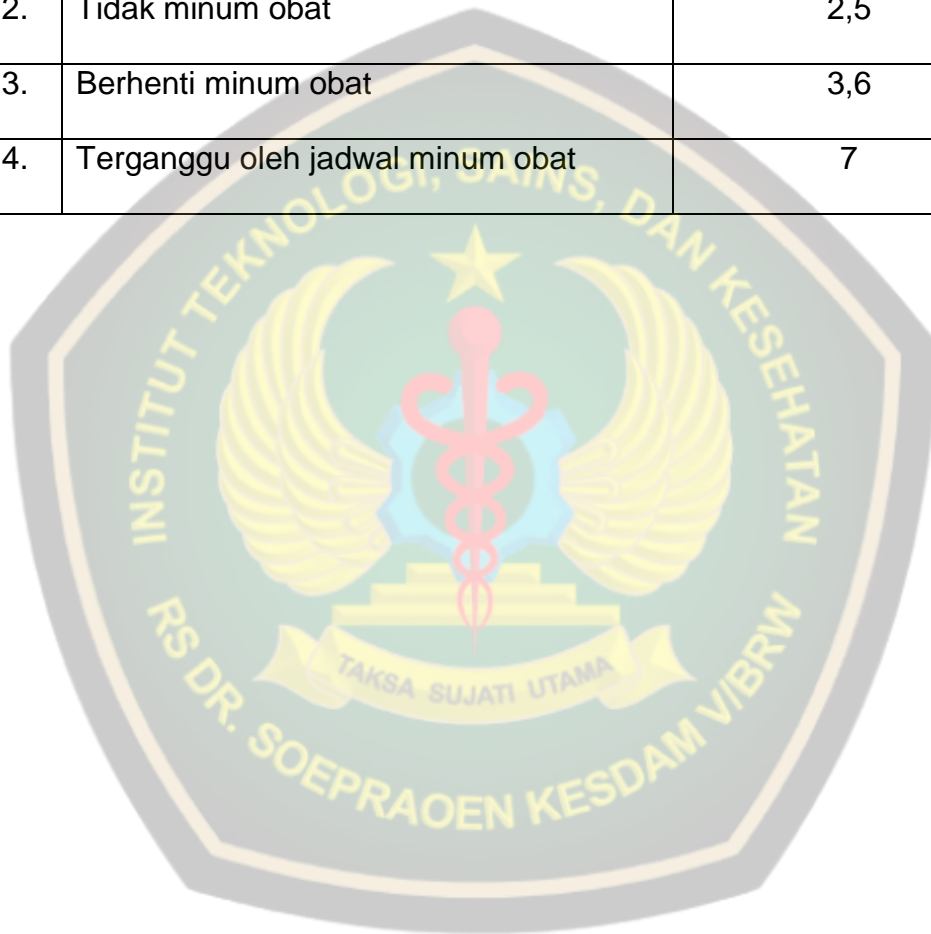 2. Tidak minum obat 2,5
3. Berhenti minum obat 3,6
4. Terganggu oleh jadwal minum obat 7
INSTITUT TEKNOLOGI, SAINS, DAN KESEHATAN
TAKSA SUJATI UTAMA
RS DR. SOEPRAOEN KESDAM V/BRW